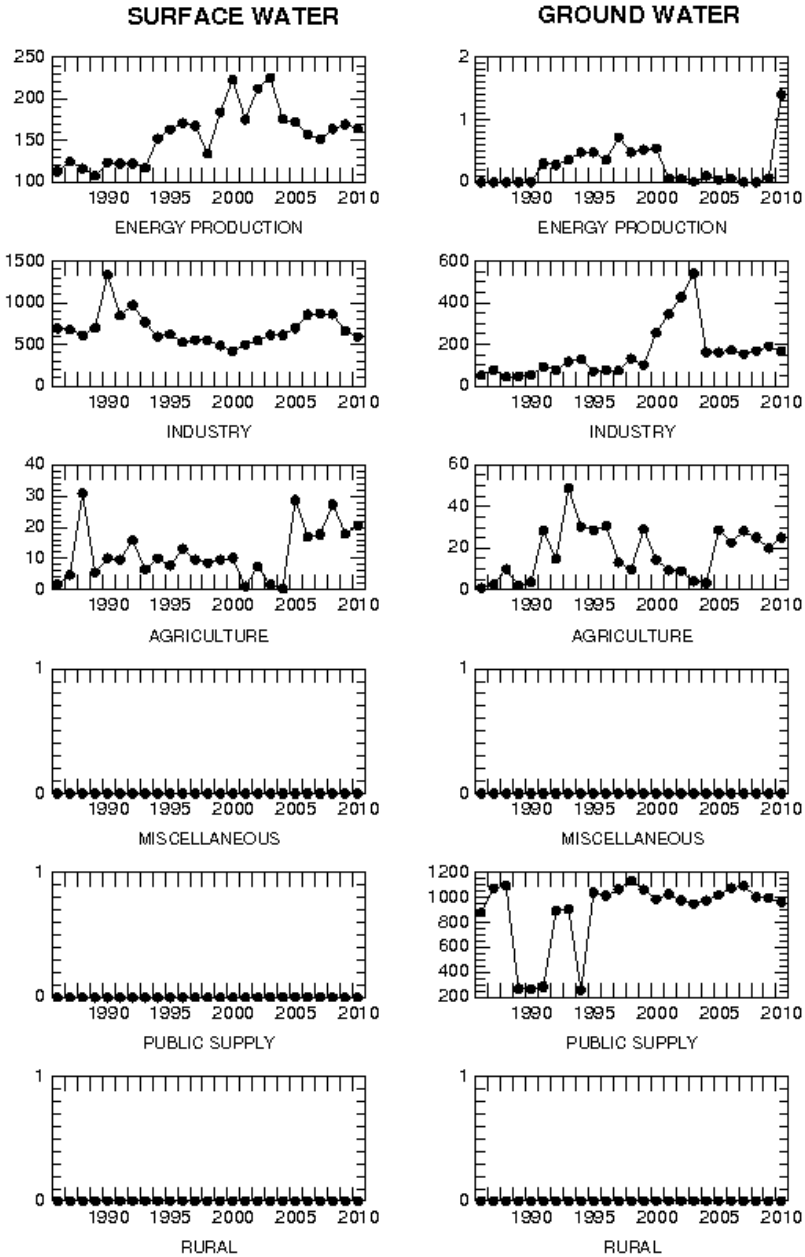 SURFACE WATER GROUND WATER
250 2
200
150 1
100 0
1990 1995 2000 2005 2010 1990 1995 2000 2005 2010
ENERGY PRODUCTION ENERGY PRODUCTION
1500 600
1000 400
500 200
0 0
1990 1995 2000 2005 2010 1990 1995 2000 2005 2010
INDUSTRY INDUSTRY
40 60
30 40
20
10 20
0 0
1990 1995 2000 2005 2010 1990 1995 2000 2005 2010
AGRICULTURE AGRICULTURE
1 1
0 0
1990 1995 2000 2005 2010 1990 1995 2000 2005 2010
MISCELLANEOUS MISCELLANEOUS
1 1200
1000
800
600
400
0 200
1990 1995 2000 2005 2010 1990 1995 2000 2005 2010
PUBLIC SUPPLY PUBLIC SUPPLY
1 1
0 0
1990 1995 2000 2005 2010 1990 1995 2000 2005 2010
RURAL RURAL